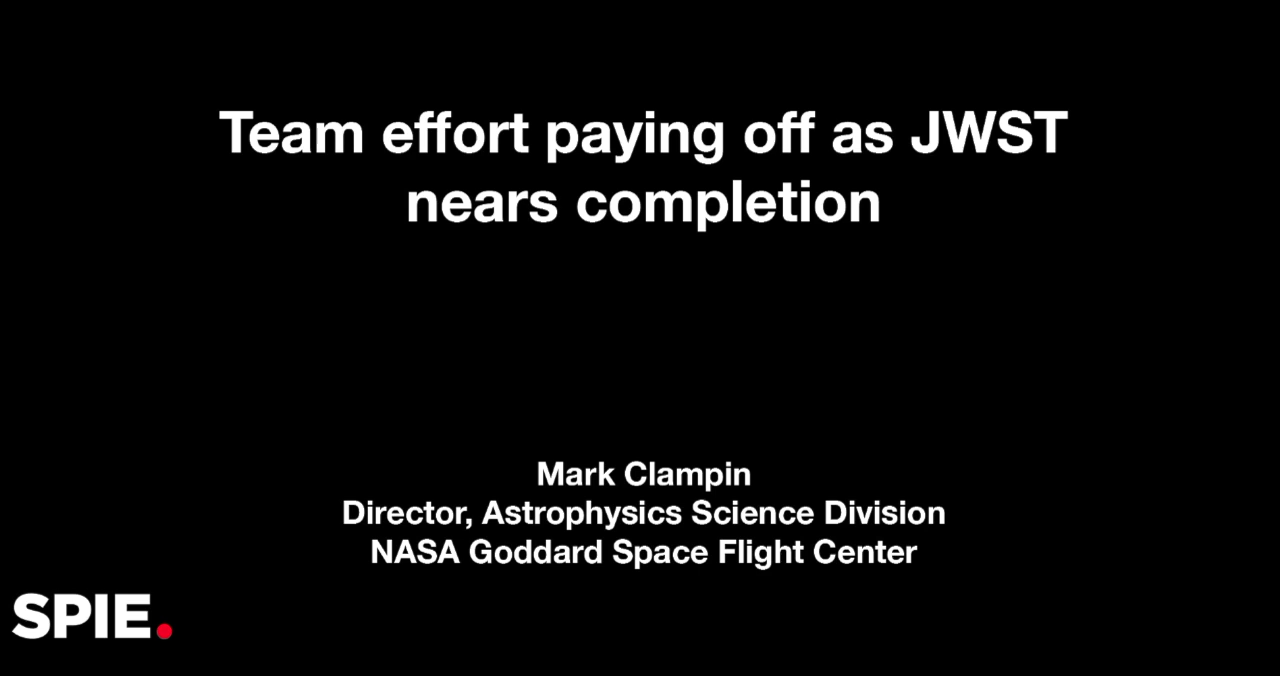 Team effort paying off as JWST
nears completion
Mark Clampin
Director, Astrophysics Science Division
NASA Goddard Space Flight Center
SPIE.